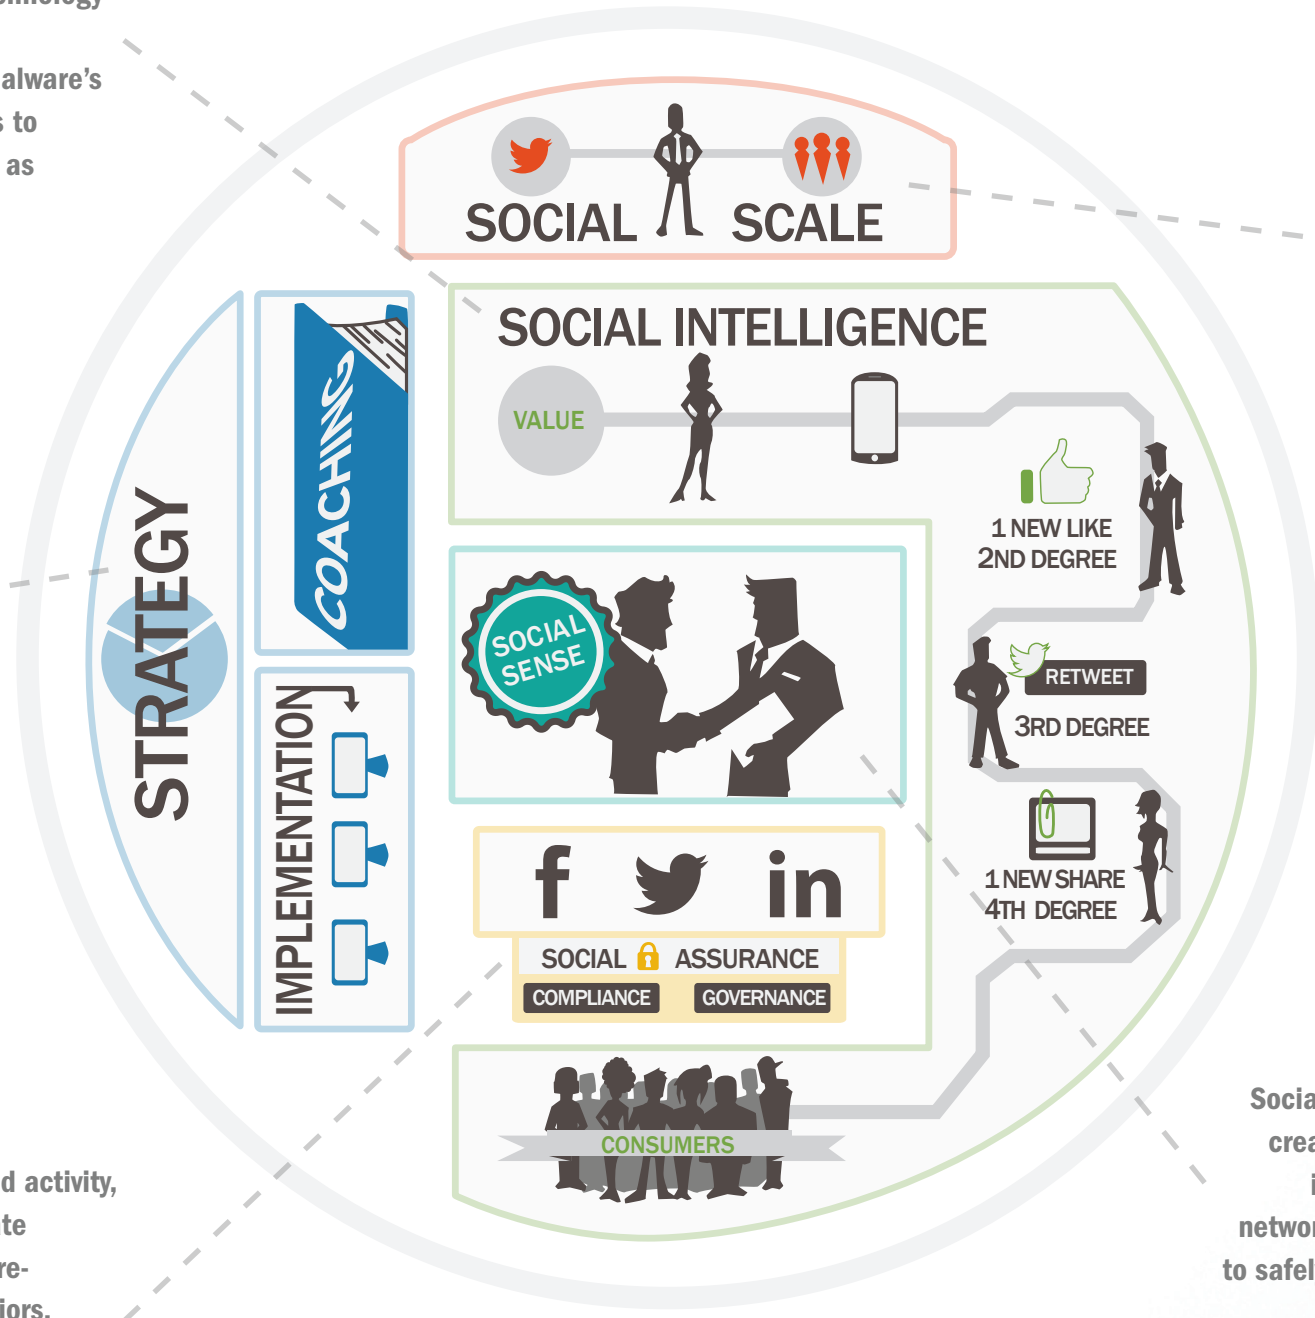 alware's
s to
as
SOCIAL SCALE
SOCIAL INTELLIGENCE
VALUE
1 NEW LIKE
2ND DEGREE
RETWEET
3RD DEGREE
1 NEW SHARE
4TH DEGREE
STRATEGY
COACHING
IMPLEMENTATION
SOCIAL
SENSE
f
in
SOCIAL ASSURANCE
COMPLIANCE GOVERNANCE
CONSUMERS
d activity,
te
re-
iors.
Socia
crea
i
networ
to safel